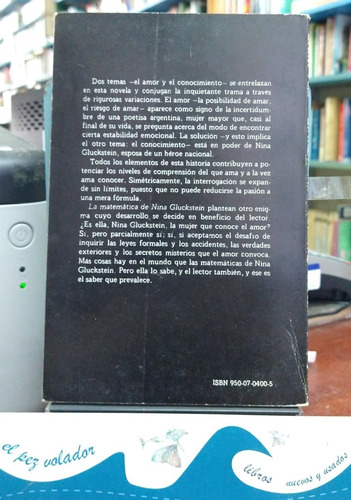 Dos temas —el amor y el conocimiento— se entrelazan
en esta novela y conjugan la inquietante trama a través
de rigurosas variaciones. El amor —la posibilidad de amar,
el riesgo de amar— aparece como signo de la incertidum-
bre de una poetisa argentina, mujer mayor que, casi al
final de su vida, se pregunta acerca del modo de encontrar
cierta estabilidad emocional. La solución —y esto implica
el otro tema: el conocimiento— está en poder de Nina
Gluckstein, esposa de un héroe nacional.
Todos los elementos de esta historia contribuyen a po-
tenciar los niveles de comprensión del que ama y a la vez
ama conocer. Simétricamente, la interrogación se expan-
de sin límites, puesto que no puede reducirse la pasión a
una mera fórmula.
La matemática de Nina Gluckstein plantean otro enig-
ma cuyo desarrollo se decide en beneficio del lector.
¿Es ella, Nina Gluckstein, la mujer que conoce el amor?
Sí, pero parcialmente sí; sí, si aceptamos el desafío de
inquirir las leyes formales y los accidentes, las verdades
exteriores y los secretos misterios que el amor convoca.
Mas cosas hay en el mundo que las matemáticas de Nina
Gluckstein. Pero ella lo sabe, y el lector también, y ése es
el saber que prevalece.
ISBN 950-07-0400-5
el pez volador
libros
nuevos y usados